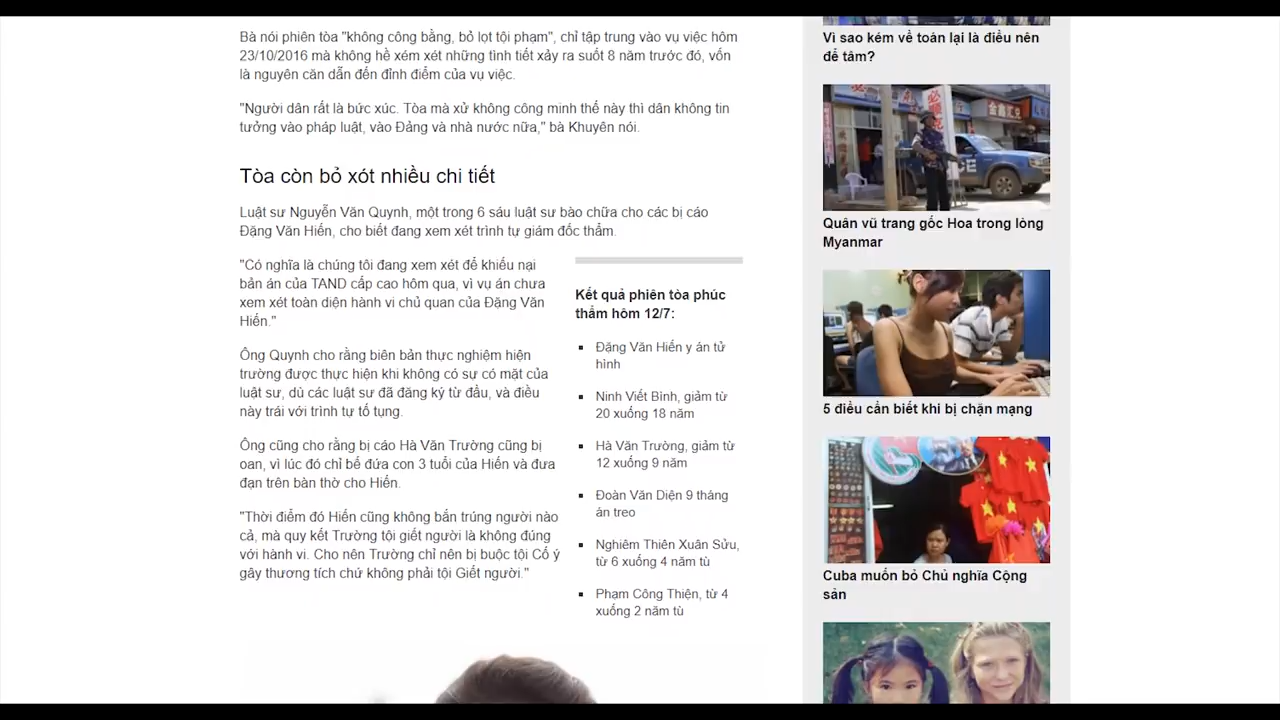 Bà nói phiên tòa "không công bằng, bỏ lọt tội phạm", chỉ tập trung vào vụ việc hôm
23/10/2016 mà không hề xém xét những tình tiết xảy ra suốt 8 năm trước đó, vốn
là nguyên căn dẫn đến đỉnh điểm của vụ việc.
"Người dân rất là bức xúc. Tòa mà xử không công minh thế này thì dân không tin
tưởng vào pháp luật, vào Đảng và nhà nước nữa," bà Khuyên nói.
Tòa còn bỏ xót nhiều chi tiết
Luật sư Nguyễn Văn Quynh, một trong 6 sáu luật sư bào chữa cho các bị cáo
Đặng Văn Hiến, cho biết đang xem xét trình tự giám đốc thẩm.
"Có nghĩa là chúng tôi đang xem xét để khiếu nại
bản án của TAND cấp cao hôm qua, vì vụ án chưa
xem xét toàn diện hành vi chủ quan của Đặng Văn
Hiến."
Ông Quynh cho rằng biên bản thực nghiệm hiện
trường được thực hiện khi không có sự có mặt của
luật sư, dù các luật sư đã đăng ký từ đầu, và điều
này trái với trình tự tố tụng.
Ông cũng cho rằng bị cáo Hà Văn Trường cũng bị
oan, vì lúc đó chỉ bế đứa con 3 tuổi của Hiến và đưa
đạn trên bàn thờ cho Hiến.
"Thời điểm đó Hiến cũng không bắn trúng người nào
cả, mà quy kết Trường tội giết người là không đúng
với hành vi. Cho nên Trường chỉ nên bị buộc tội Cố ý
gây thương tích chứ không phải tội Giết người."
Kết quả phiên tòa phúc
thẩm hôm 12/7:
Đặng Văn Hiến y án tử
hình
Ninh Viết Bình, giảm từ
20 xuống 18 năm
Hà Văn Trường, giảm từ
12 xuống 9 năm
Đoàn Văn Diện 9 tháng
án treo
Nghiêm Thiên Xuân Sửu,
từ 6 xuống 4 năm tù
Phạm Công Thiện, từ 4
xuống 2 năm tù
Vì sao kém về toán lại là điều nên
để tâm?
Quân vũ trang gốc Hoa trong lòng
Myanmar
5 điều cần biết khi bị chặn mạng
Cuba muốn bỏ Chủ nghĩa Cộng
sản